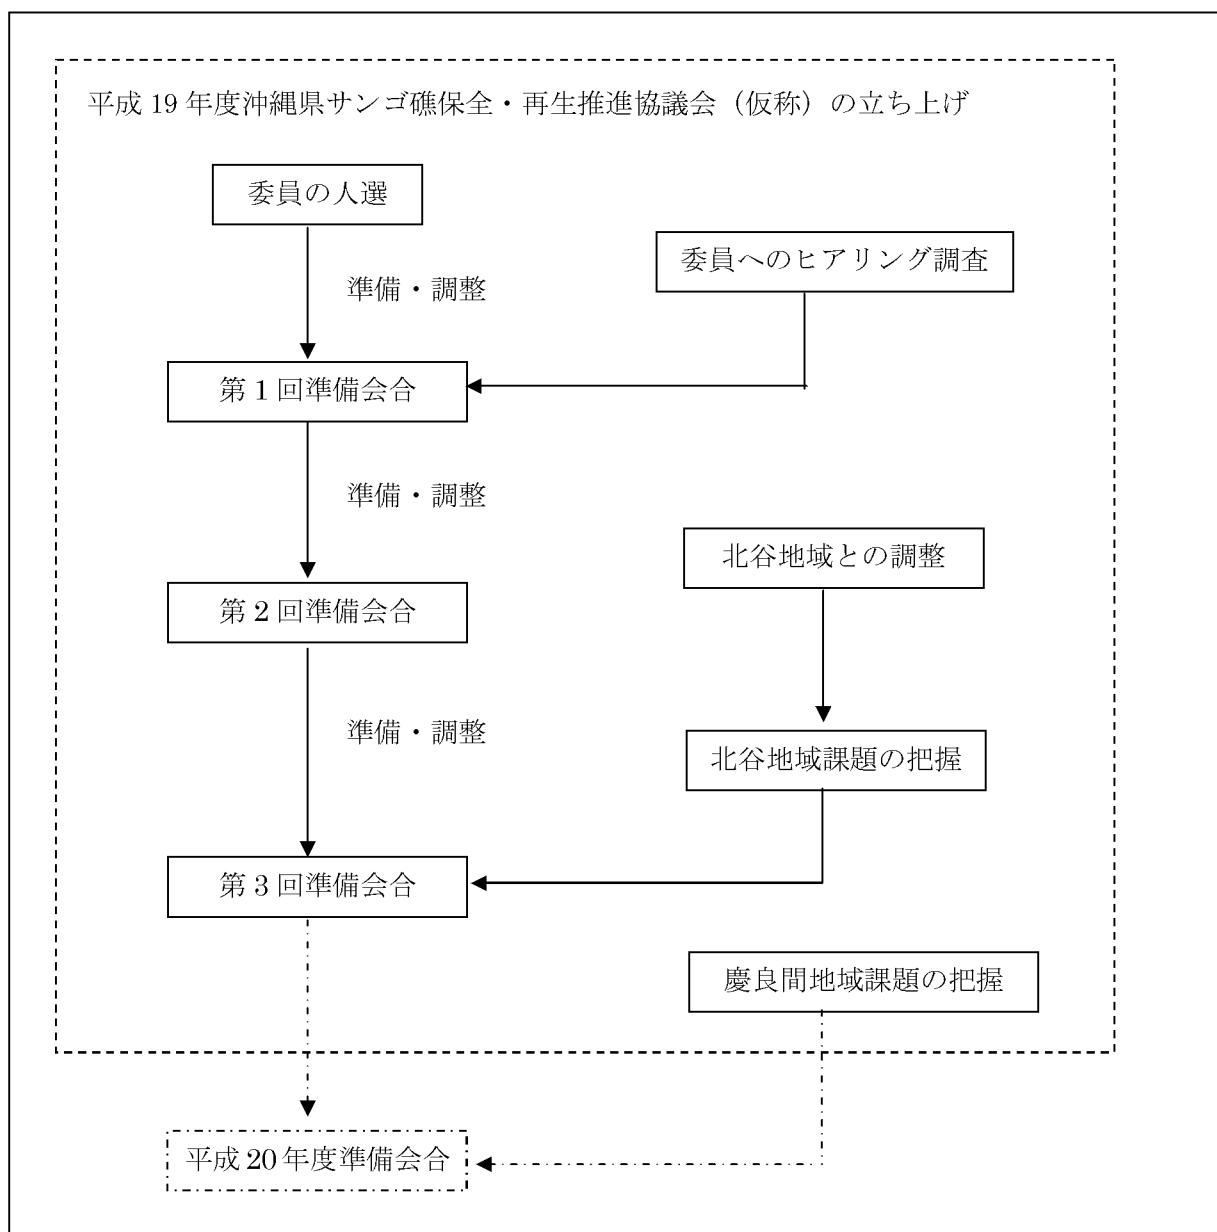 平成 19 年度沖縄県サンゴ礁保全・再生推進協議会（仮称）の立ち上げ
委員の人選
委員へのヒアリング調査
準備・調整
第 1 回準備会合
準備・調整
北谷地域との調整
第 2 回準備会合
準備・調整
北谷地域課題の把握
第 3 回準備会合
慶良間地域課題の把握
平成 20 年度準備会合